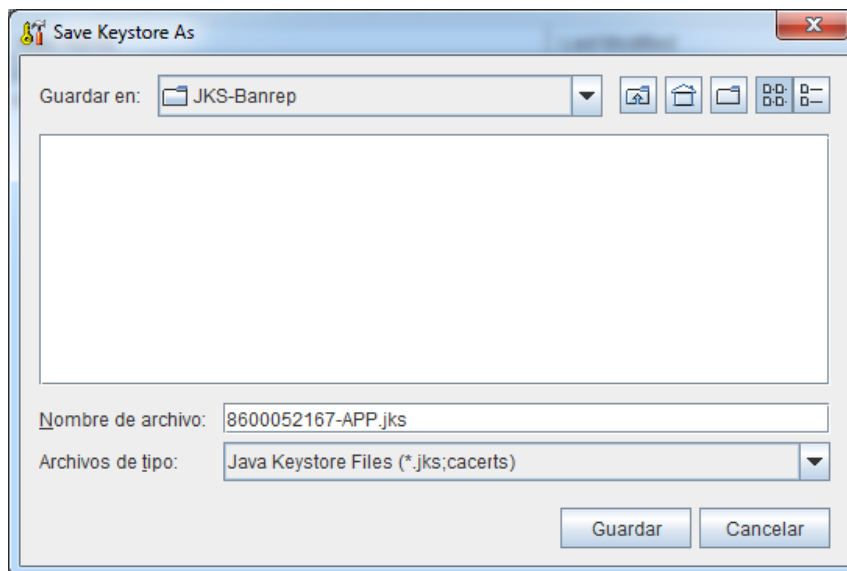 Save Keystore As
Guardar en: JKS-Banrep
Nombre de archivo: 8600052167-APP.jks
Archivos de tipo: Java Keystore Files (*.jks;cacerts)
Guardar Cancelar